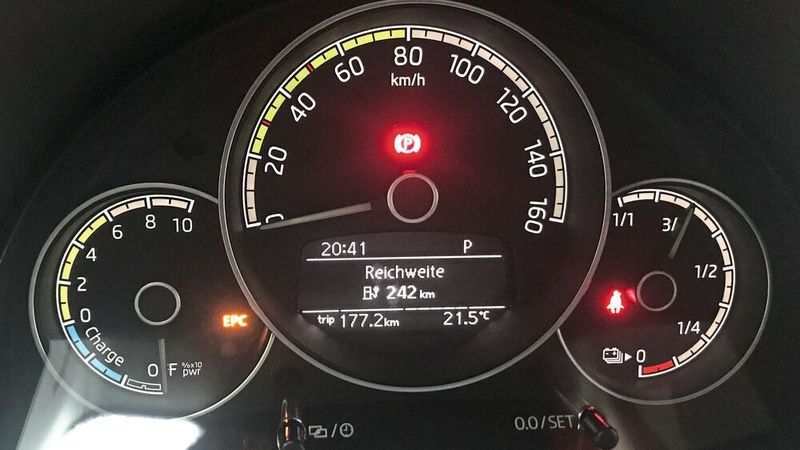 0
2
4
6
8
10
Charge
0
F %x10
pwr
EPC
0
20
40
60
80
100
120
140
160
km/h
P
20:41 P
Reichweite
242 km
trip 177.2km 21.5°C
1/1
3/
1/2
1/4
0
0.0/SET